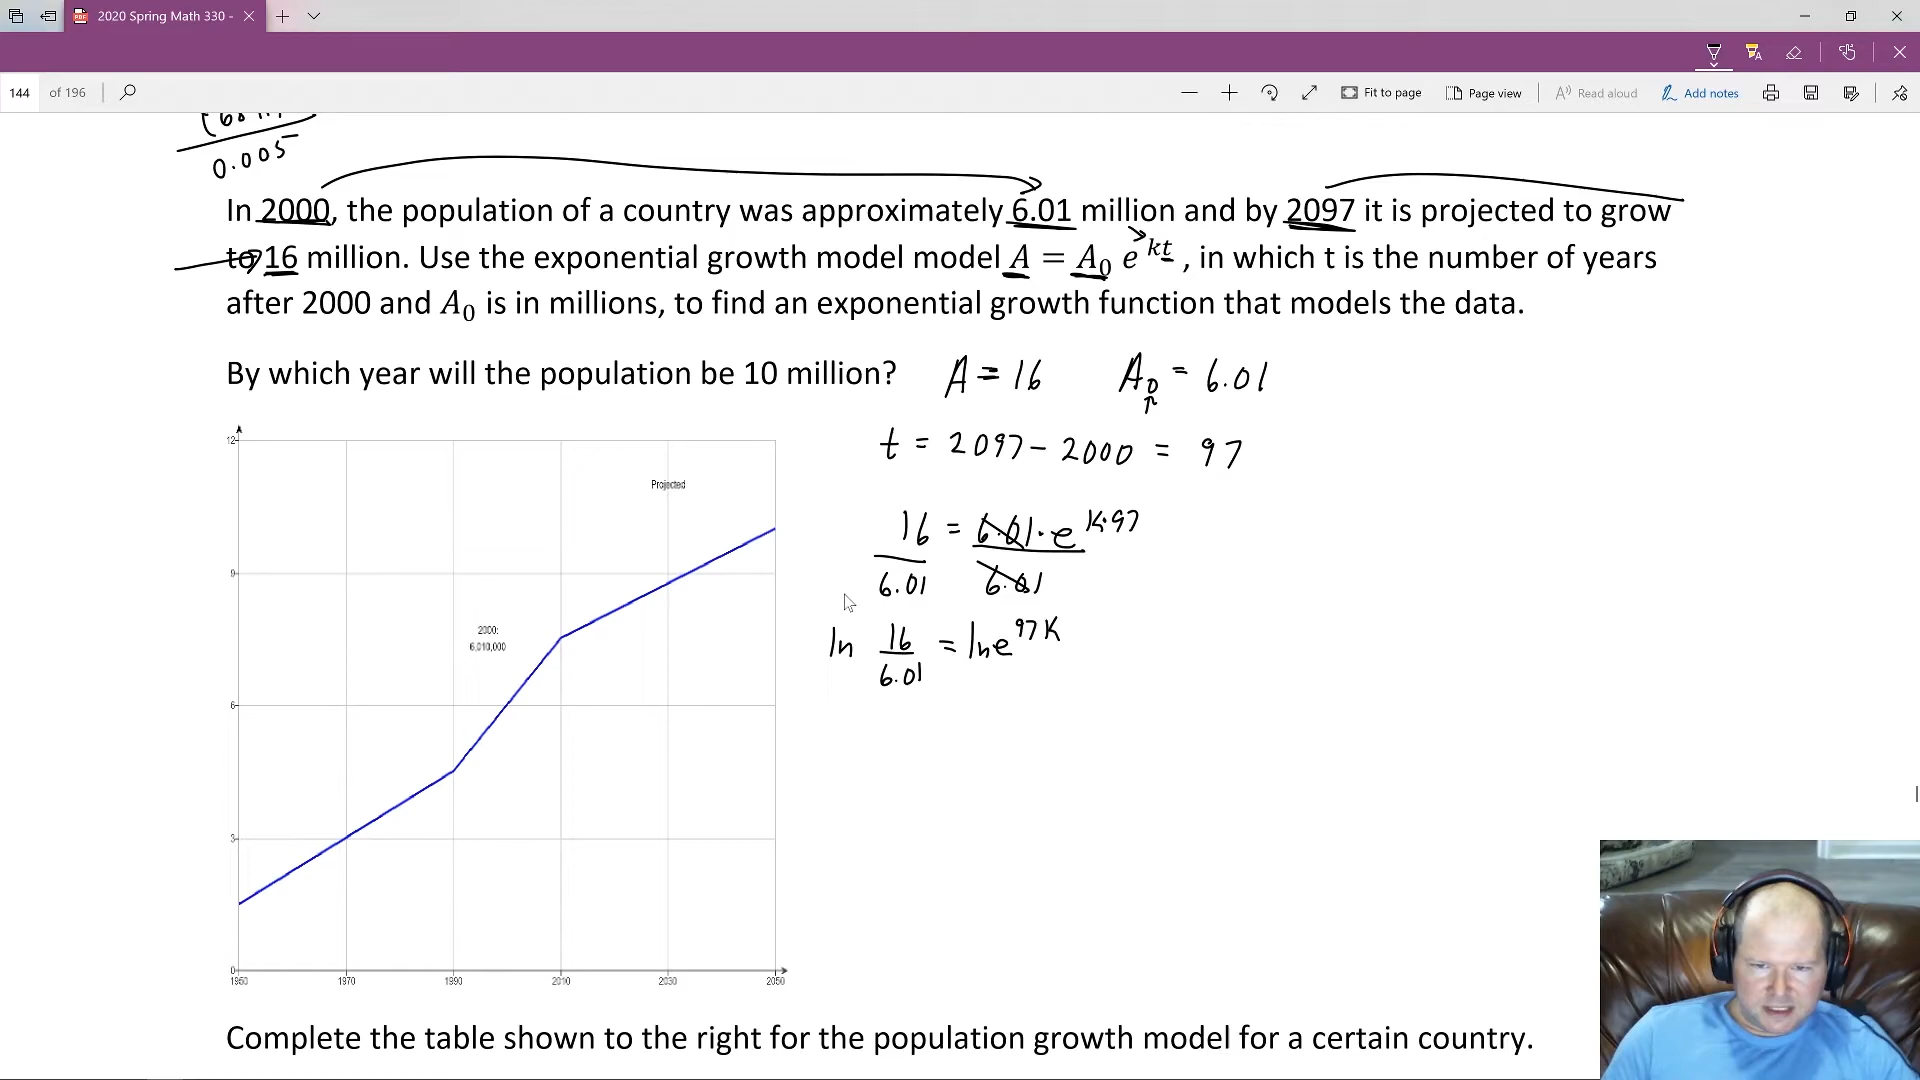 2020 Spring Math 330 -
144 of 196
Fit to page
Page view
Read aloud
Add notes
0.005
In 2000, the population of a country was approximately 6.01 million and by 2097 it is projected to grow
to 16 million. Use the exponential growth model model A = A₀ e^kt, in which t is the number of years
after 2000 and A₀ is in millions, to find an exponential growth function that models the data.
By which year will the population be 10 million?
A = 16 A₀ = 6.01
t = 2097 - 2000 = 97
16 = 6.01 · e^K·97
6.01 6.01
ln 16 = ln e^97K
6.01
12
Projected
9
2000:
6,010,000
6
3
0
1950 1970 1990 2010 2030 2050
Complete the table shown to the right for the population growth model for a certain country.